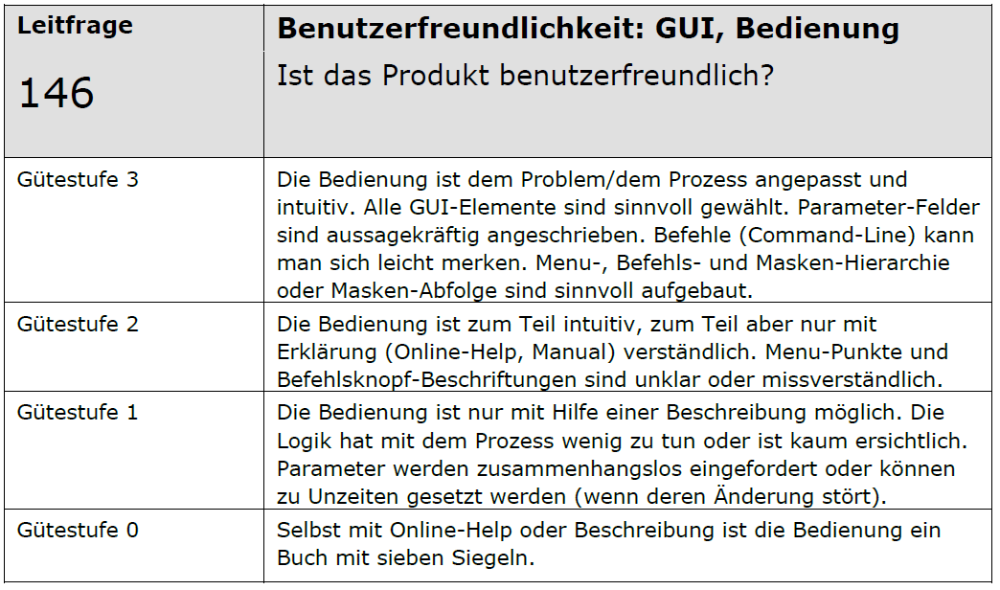 Leitfrage
146
Benutzerfreundlichkeit: GUI, Bedienung
Ist das Produkt benutzerfreundlich?
Gütestufe 3
Die Bedienung ist dem Problem/dem Prozess angepasst und
intuitiv. Alle GUI-Elemente sind sinnvoll gewählt. Parameter-Felder
sind aussagekräftig angeschrieben. Befehle (Command-Line) kann
man sich leicht merken. Menu-, Befehls- und Masken-Hierarchie
oder Masken-Abfolge sind sinnvoll aufgebaut.
Gütestufe 2
Die Bedienung ist zum Teil intuitiv, zum Teil aber nur mit
Erklärung (Online-Help, Manual) verständlich. Menu-Punkte und
Befehlsknopf-Beschriftungen sind unklar oder missverständlich.
Gütestufe 1
Die Bedienung ist nur mit Hilfe einer Beschreibung möglich. Die
Logik hat mit dem Prozess wenig zu tun oder ist kaum ersichtlich.
Parameter werden zusammenhangslos eingefordert oder können
zu Unzeiten gesetzt werden (wenn deren Änderung stört).
Gütestufe 0
Selbst mit Online-Help oder Beschreibung ist die Bedienung ein
Buch mit sieben Siegeln.